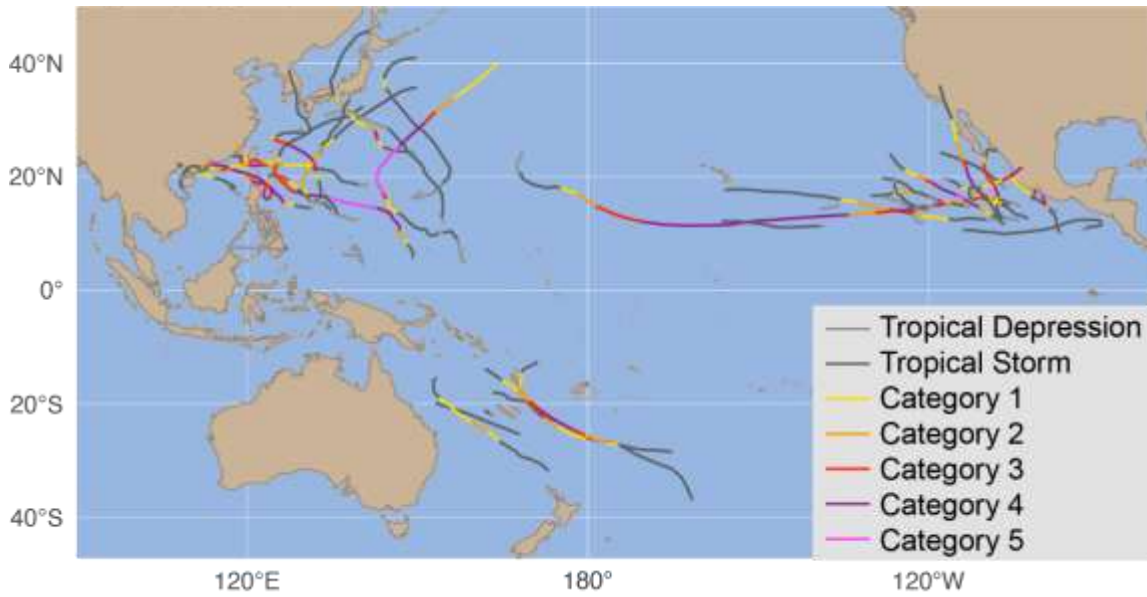 40°N
20°N
0°
20°S
40°S
120°E
180°
120°W
Tropical Depression
Tropical Storm
Category 1
Category 2
Category 3
Category 4
Category 5